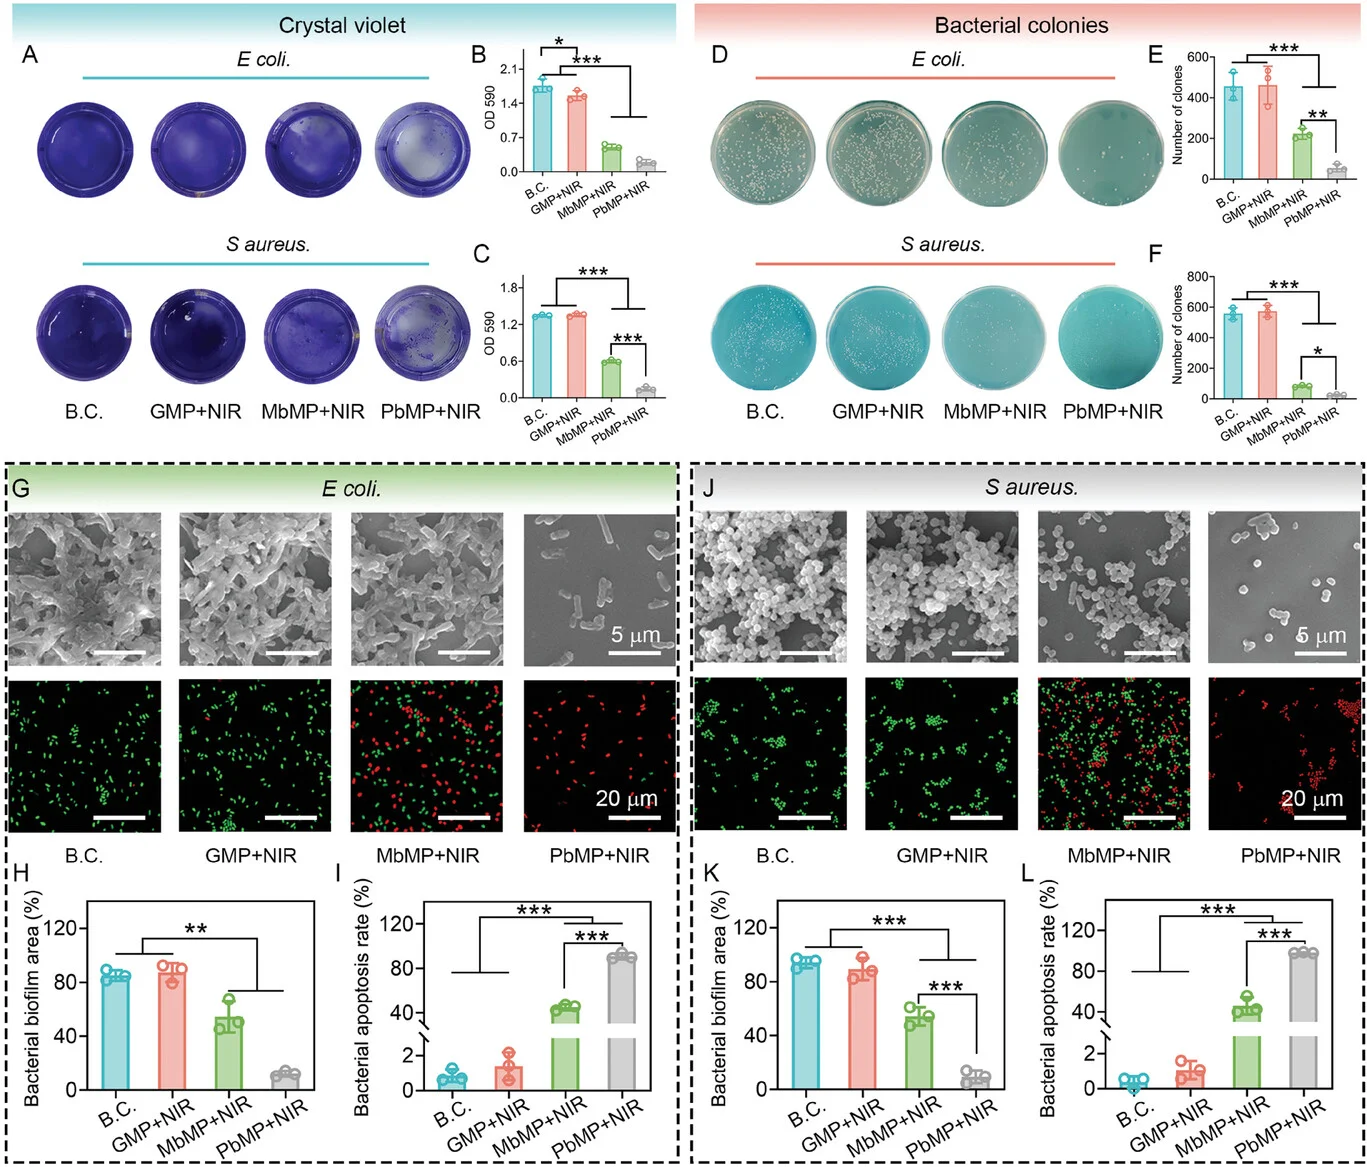 Crystal violet
A
E coli.
B
OD 590
2.1
1.4
0.7
0.0
*
***
B.C.
GMP+NIR
MbMP+NIR
PbMP+NIR
S aureus.
C
OD 590
1.8
1.2
0.6
0.0
***
***
B.C.
GMP+NIR
MbMP+NIR
PbMP+NIR
B.C.
GMP+NIR
MbMP+NIR
PbMP+NIR
Bacterial colonies
D
E coli.
E
Number of clones
600
400
200
0
***
**
B.C.
GMP+NIR
MbMP+NIR
PbMP+NIR
S aureus.
F
Number of clones
800
600
400
200
0
***
*
B.C.
GMP+NIR
MbMP+NIR
PbMP+NIR
B.C.
GMP+NIR
MbMP+NIR
PbMP+NIR
G
E coli.
5 μm
20 μm
B.C.
GMP+NIR
MbMP+NIR
PbMP+NIR
H
Bacterial biofilm area (%)
120
80
40
0
**
B.C.
GMP+NIR
MbMP+NIR
PbMP+NIR
I
Bacterial apoptosis rate (%)
120
80
40
2
0
***
***
B.C.
GMP+NIR
MbMP+NIR
PbMP+NIR
J
S aureus.
5 μm
20 μm
B.C.
GMP+NIR
MbMP+NIR
PbMP+NIR
K
Bacterial biofilm area (%)
120
80
40
0
***
***
B.C.
GMP+NIR
MbMP+NIR
PbMP+NIR
L
Bacterial apoptosis rate (%)
120
80
40
2
0
***
***
B.C.
GMP+NIR
MbMP+NIR
PbMP+NIR